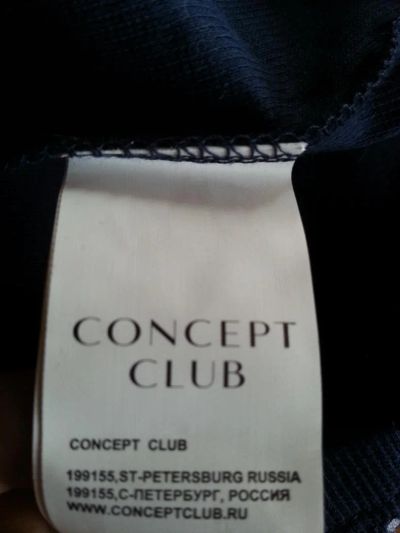 CONCEPT
CLUB
CONCEPT CLUB
199155,ST-PETERSBURG RUSSIA
199155,С-ПЕТЕРБУРГ, РОССИЯ
WWW.CONCEPTCLUB.RU